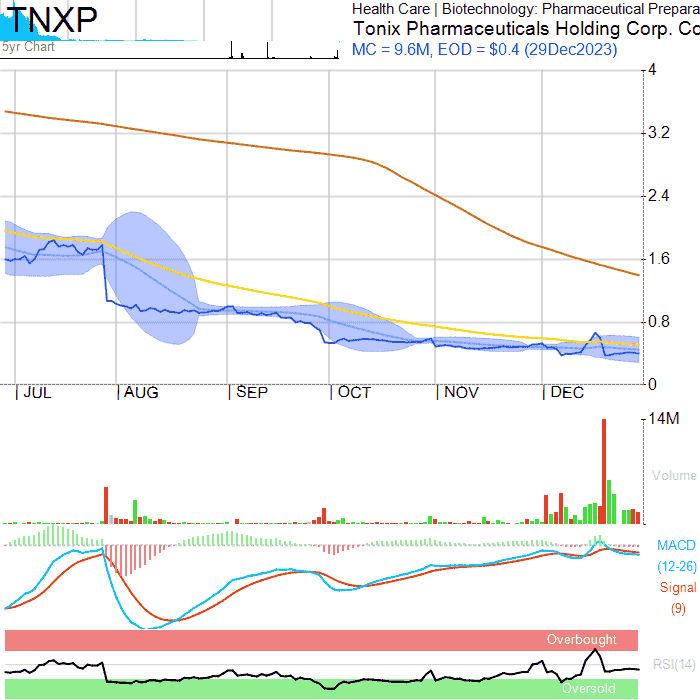 TNXP
5yr Chart
Health Care | Biotechnology: Pharmaceutical Prepara
Tonix Pharmaceuticals Holding Corp. Co
MC = 9.6M, EOD = $0.4 (29Dec2023)
4
3.2
2.4
1.6
0.8
0
JUL AUG SEP OCT NOV DEC
14M
Volume
MACD
(12-26)
Signal
(9)
Overbought
RSI(14)
Oversold